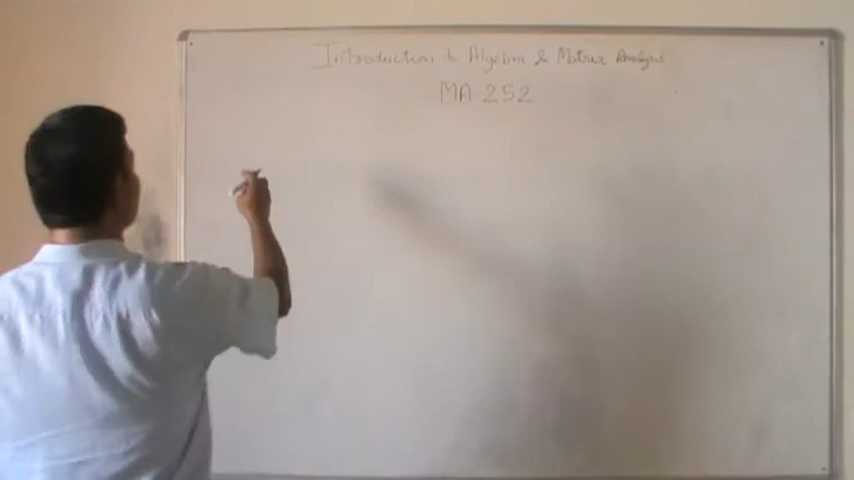 Introduction to Algebra & Matrix Analysis
MA-252